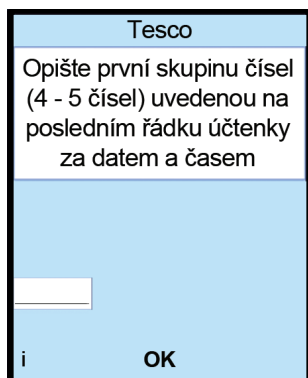 Tesco
Opište první skupinu čísel
(4 - 5 čísel) uvedenou na
posledním řádku účtenky
za datem a časem
i OK